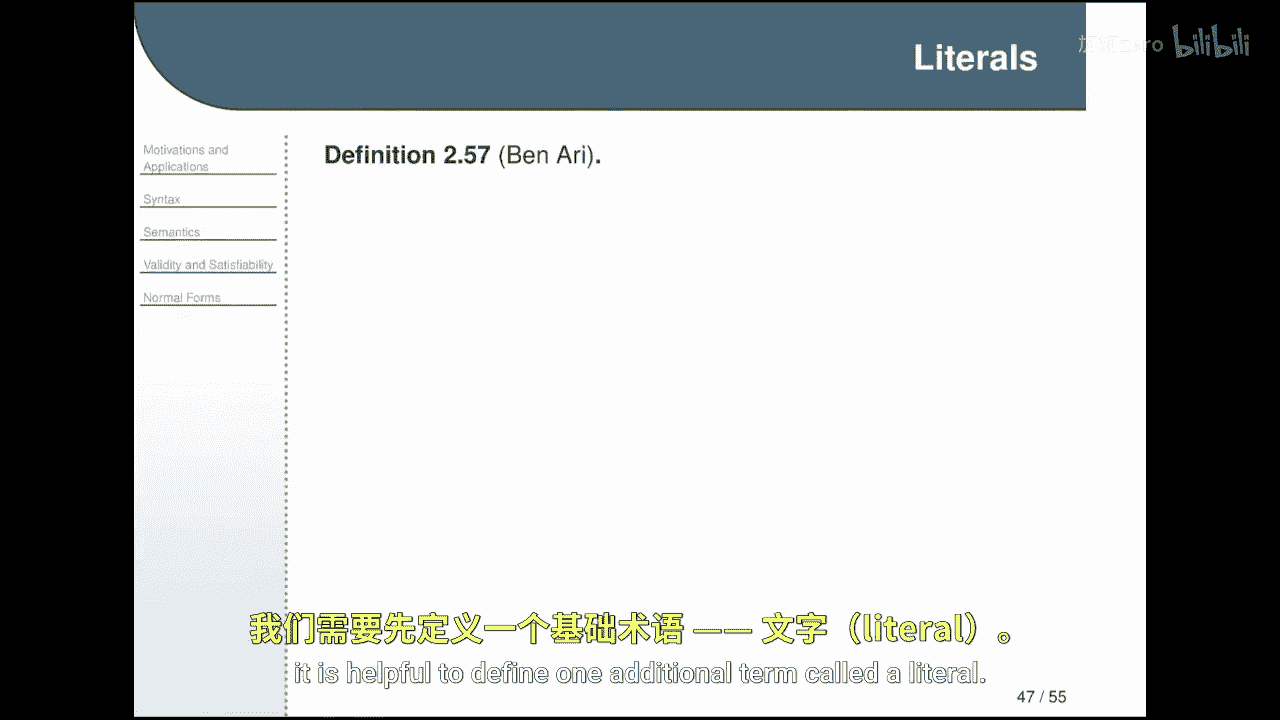 Literals
bilibili
Motivations and
Applications
Syntax
Semantics
Validity and Satisfiability
Normal Forms
Definition 2.57 (Ben Ari).
我们需要先定义一个基础术语 —— 文字（literal）。
it is helpful to define one additional term called a literal.
47 / 55